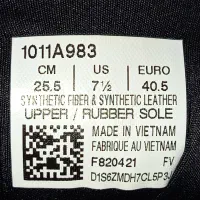 1011A983
CM US EURO
25.5 7½ 40.5
SYNTHETIC FIBER & SYNTHETIC LEATHER
UPPER / RUBBER SOLE
MADE IN VIETNAM
FABRIQUE AU VIETNAM
F820421 FV
D1S6ZMDH7CL5P3J